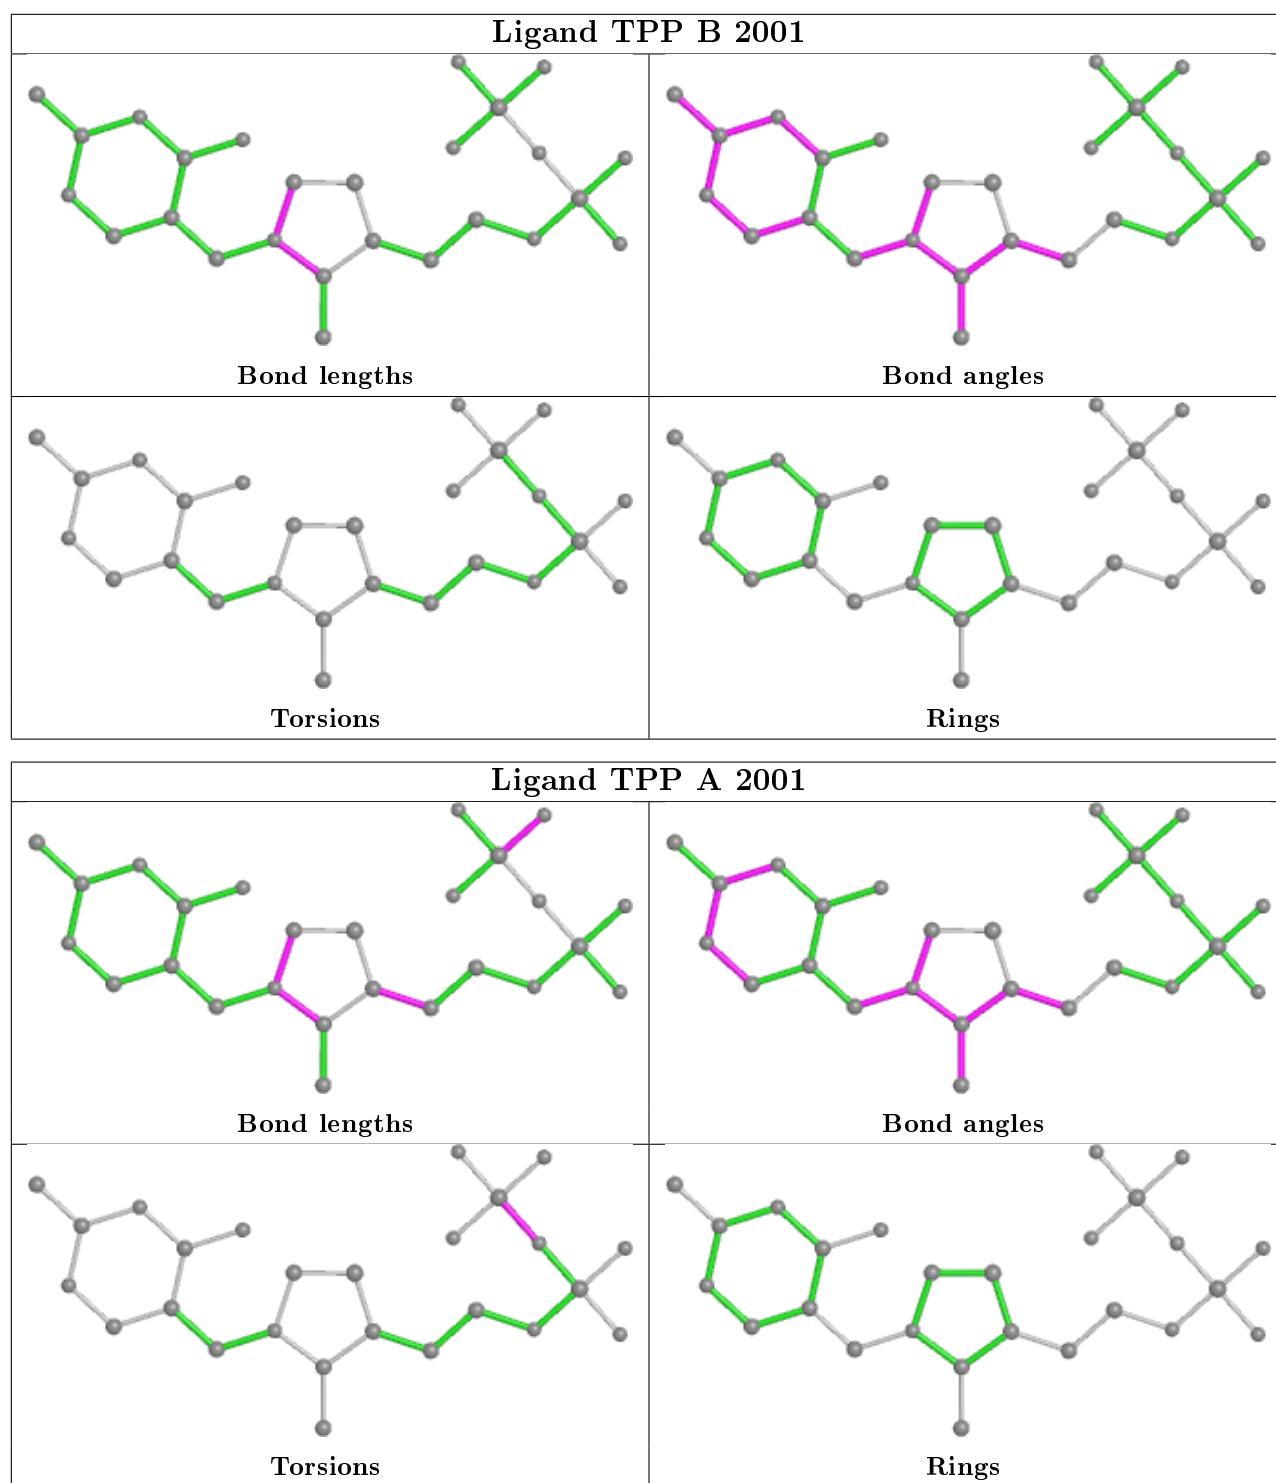 Ligand TPP B 2001
Bond lengths
Bond angles
Torsions
Rings
Ligand TPP A 2001
Bond lengths
Bond angles
Torsions
Rings